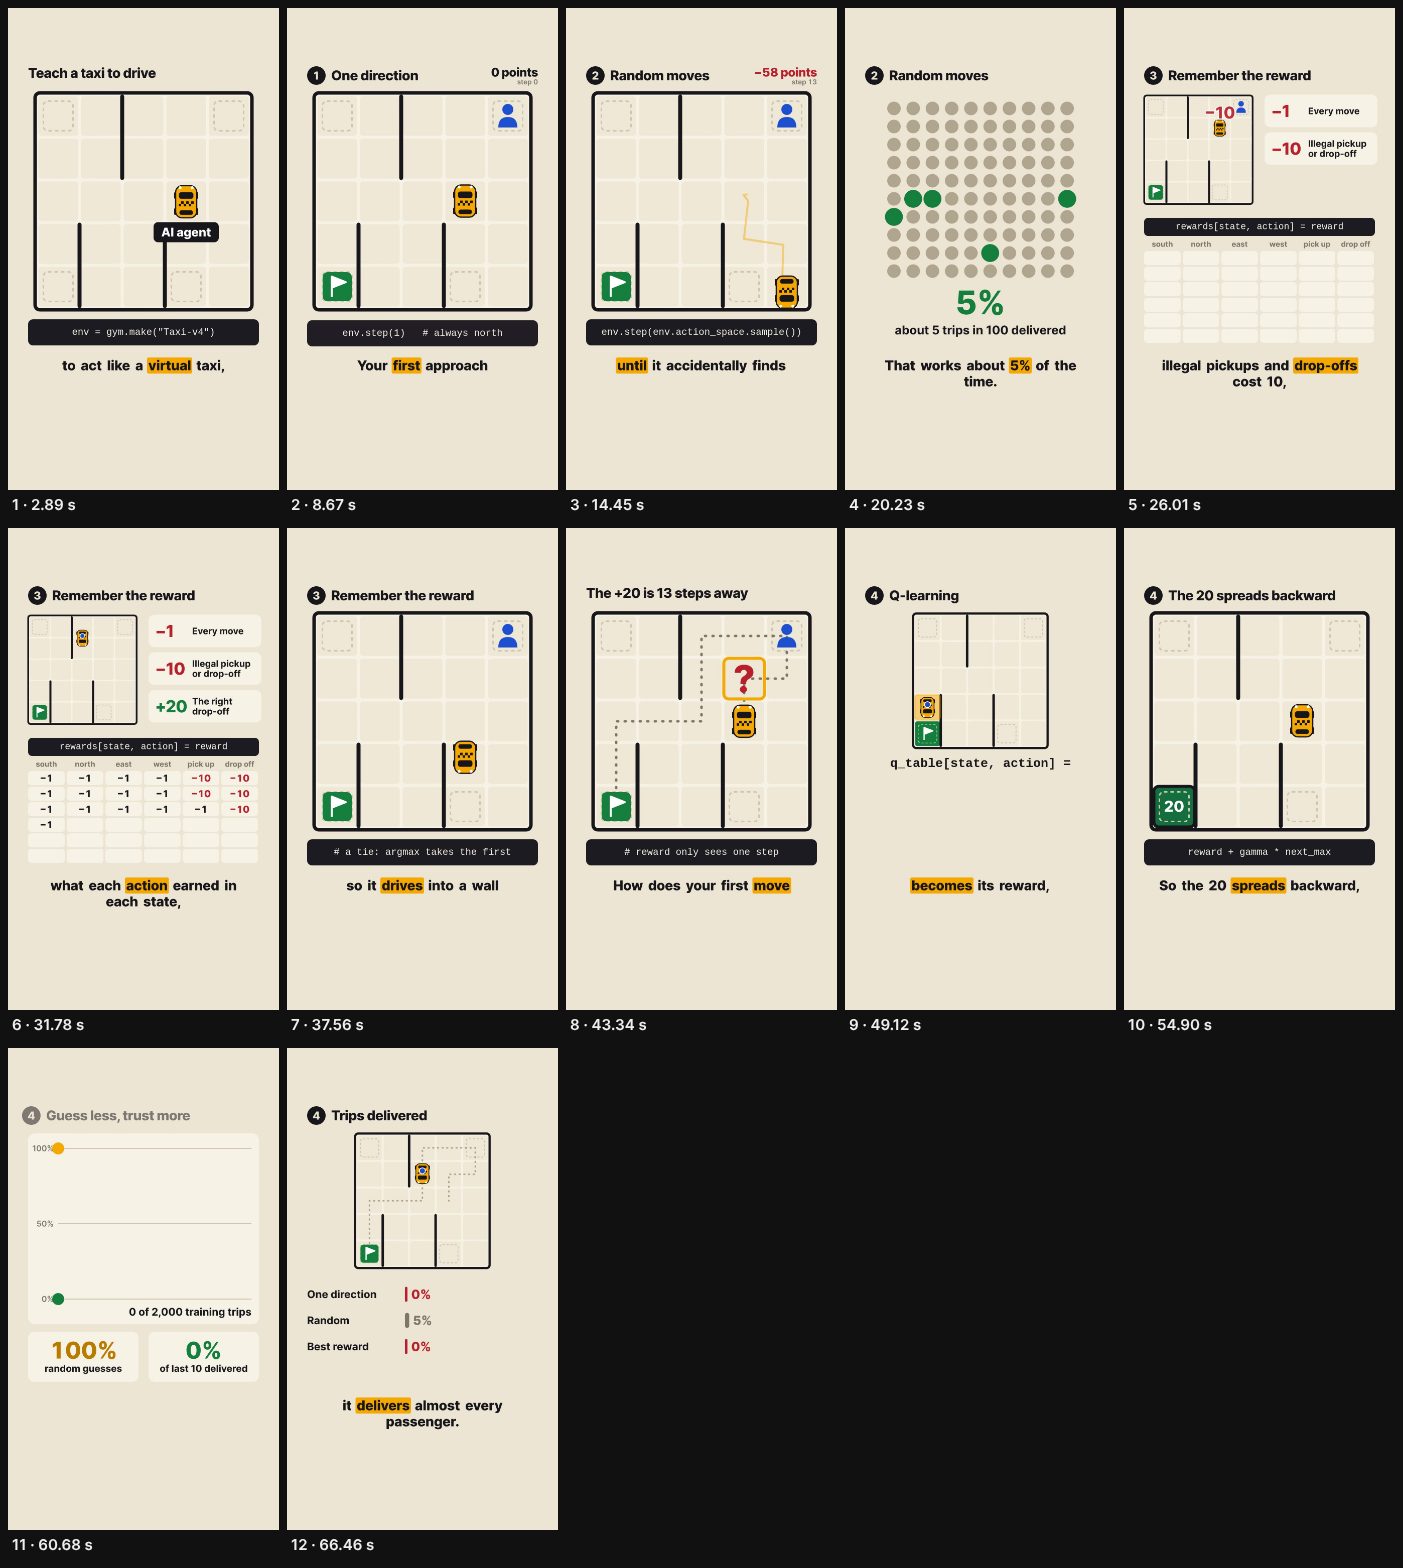 Teach a taxi to drive
AI agent
env = gym.make("Taxi-v4")
to act like a virtual taxi,
1 · 2.89 s
1 One direction
0 points
step 0
env.step(1)   # always north
Your first approach
2 · 8.67 s
2 Random moves
−58 points
step 13
env.step(env.action_space.sample())
until it accidentally finds
3 · 14.45 s
2 Random moves
5%
about 5 trips in 100 delivered
That works about 5% of the
time.
4 · 20.23 s
3 Remember the reward
−10
−1 Every move
−10 Illegal pickup
or drop-off
rewards[state, action] = reward
south north east west pick up drop off
illegal pickups and drop-offs
cost 10,
5 · 26.01 s
3 Remember the reward
−1 Every move
−10 Illegal pickup
or drop-off
+20 The right
drop-off
rewards[state, action] = reward
south north east west pick up drop off
−1 −1 −1 −1 −10 −10
−1 −1 −1 −1 −10 −10
−1 −1 −1 −1 −1 −10
−1
what each action earned in
each state,
6 · 31.78 s
3 Remember the reward
# a tie: argmax takes the first
so it drives into a wall
7 · 37.56 s
The +20 is 13 steps away
?
# reward only sees one step
How does your first move
8 · 43.34 s
4 Q-learning
q_table[state, action] =
becomes its reward,
9 · 49.12 s
4 The 20 spreads backward
20
reward + gamma * next_max
So the 20 spreads backward,
10 · 54.90 s
4 Guess less, trust more
100%
50%
0%
0 of 2,000 training trips
100%
random guesses
0%
of last 10 delivered
11 · 60.68 s
4 Trips delivered
One direction 0%
Random 5%
Best reward 0%
it delivers almost every
passenger.
12 · 66.46 s